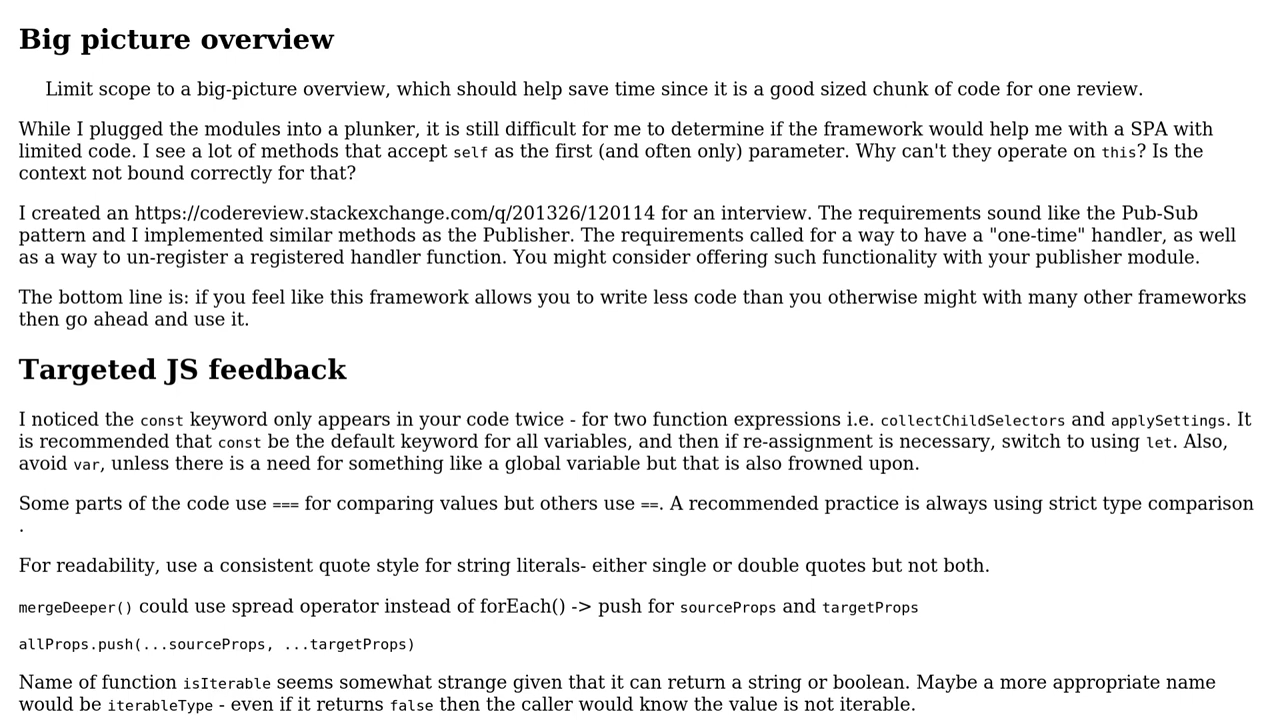 Big picture overview
Limit scope to a big-picture overview, which should help save time since it is a good sized chunk of code for one review.
While I plugged the modules into a plunker, it is still difficult for me to determine if the framework would help me with a SPA with
limited code. I see a lot of methods that accept self as the first (and often only) parameter. Why can't they operate on this? Is the
context not bound correctly for that?
I created an https://codereview.stackexchange.com/q/201326/120114 for an interview. The requirements sound like the Pub-Sub
pattern and I implemented similar methods as the Publisher. The requirements called for a way to have a "one-time" handler, as well
as a way to un-register a registered handler function. You might consider offering such functionality with your publisher module.
The bottom line is: if you feel like this framework allows you to write less code than you otherwise might with many other frameworks
then go ahead and use it.
Targeted JS feedback
I noticed the const keyword only appears in your code twice - for two function expressions i.e. collectChildSelectors and applySettings. It
is recommended that const be the default keyword for all variables, and then if re-assignment is necessary, switch to using let. Also,
avoid var, unless there is a need for something like a global variable but that is also frowned upon.
Some parts of the code use === for comparing values but others use ==. A recommended practice is always using strict type comparison
.
For readability, use a consistent quote style for string literals- either single or double quotes but not both.
mergeDeeper() could use spread operator instead of forEach() -> push for sourceProps and targetProps
allProps.push(...sourceProps, ...targetProps)
Name of function isIterable seems somewhat strange given that it can return a string or boolean. Maybe a more appropriate name
would be iterableType - even if it returns false then the caller would know the value is not iterable.